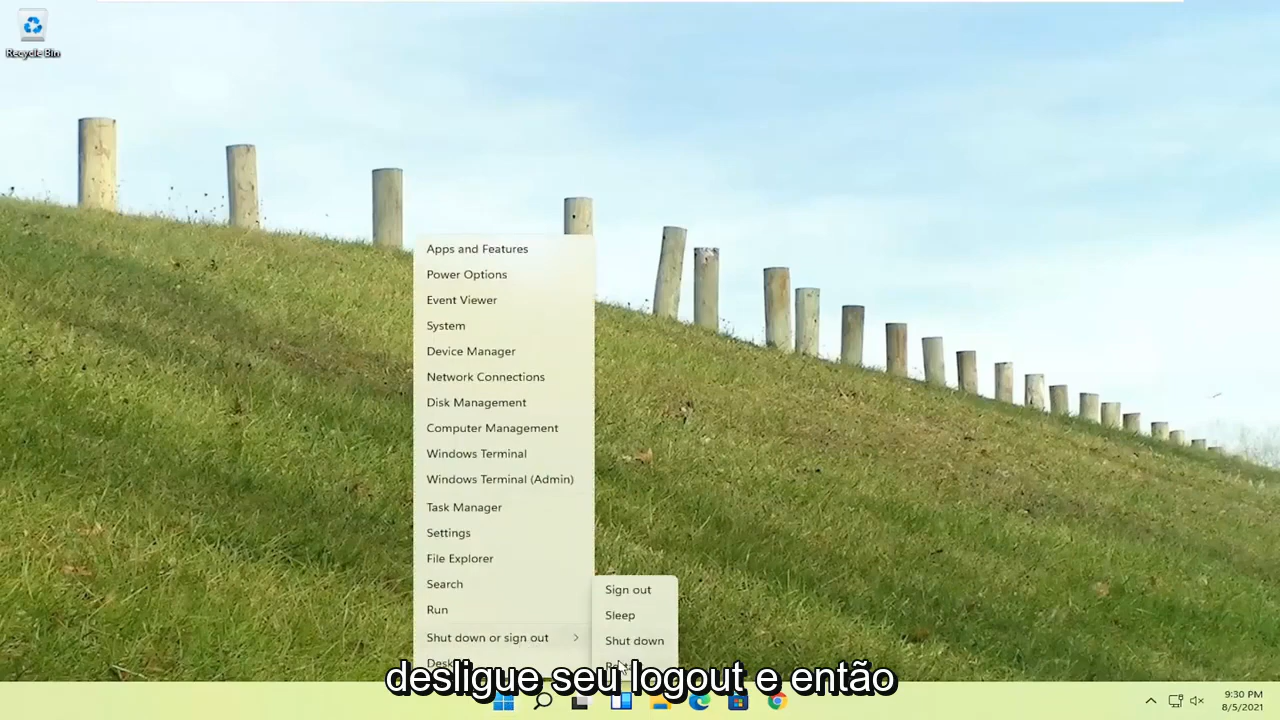 Recycle Bin
Apps and Features
Power Options
Event Viewer
System
Device Manager
Network Connections
Disk Management
Computer Management
Windows Terminal
Windows Terminal (Admin)
Task Manager
Settings
File Explorer
Search
Run
Shut down or sign out
Sign out
Sleep
Shut down
desligue seu logout e então
9:30 PM
8/5/2021